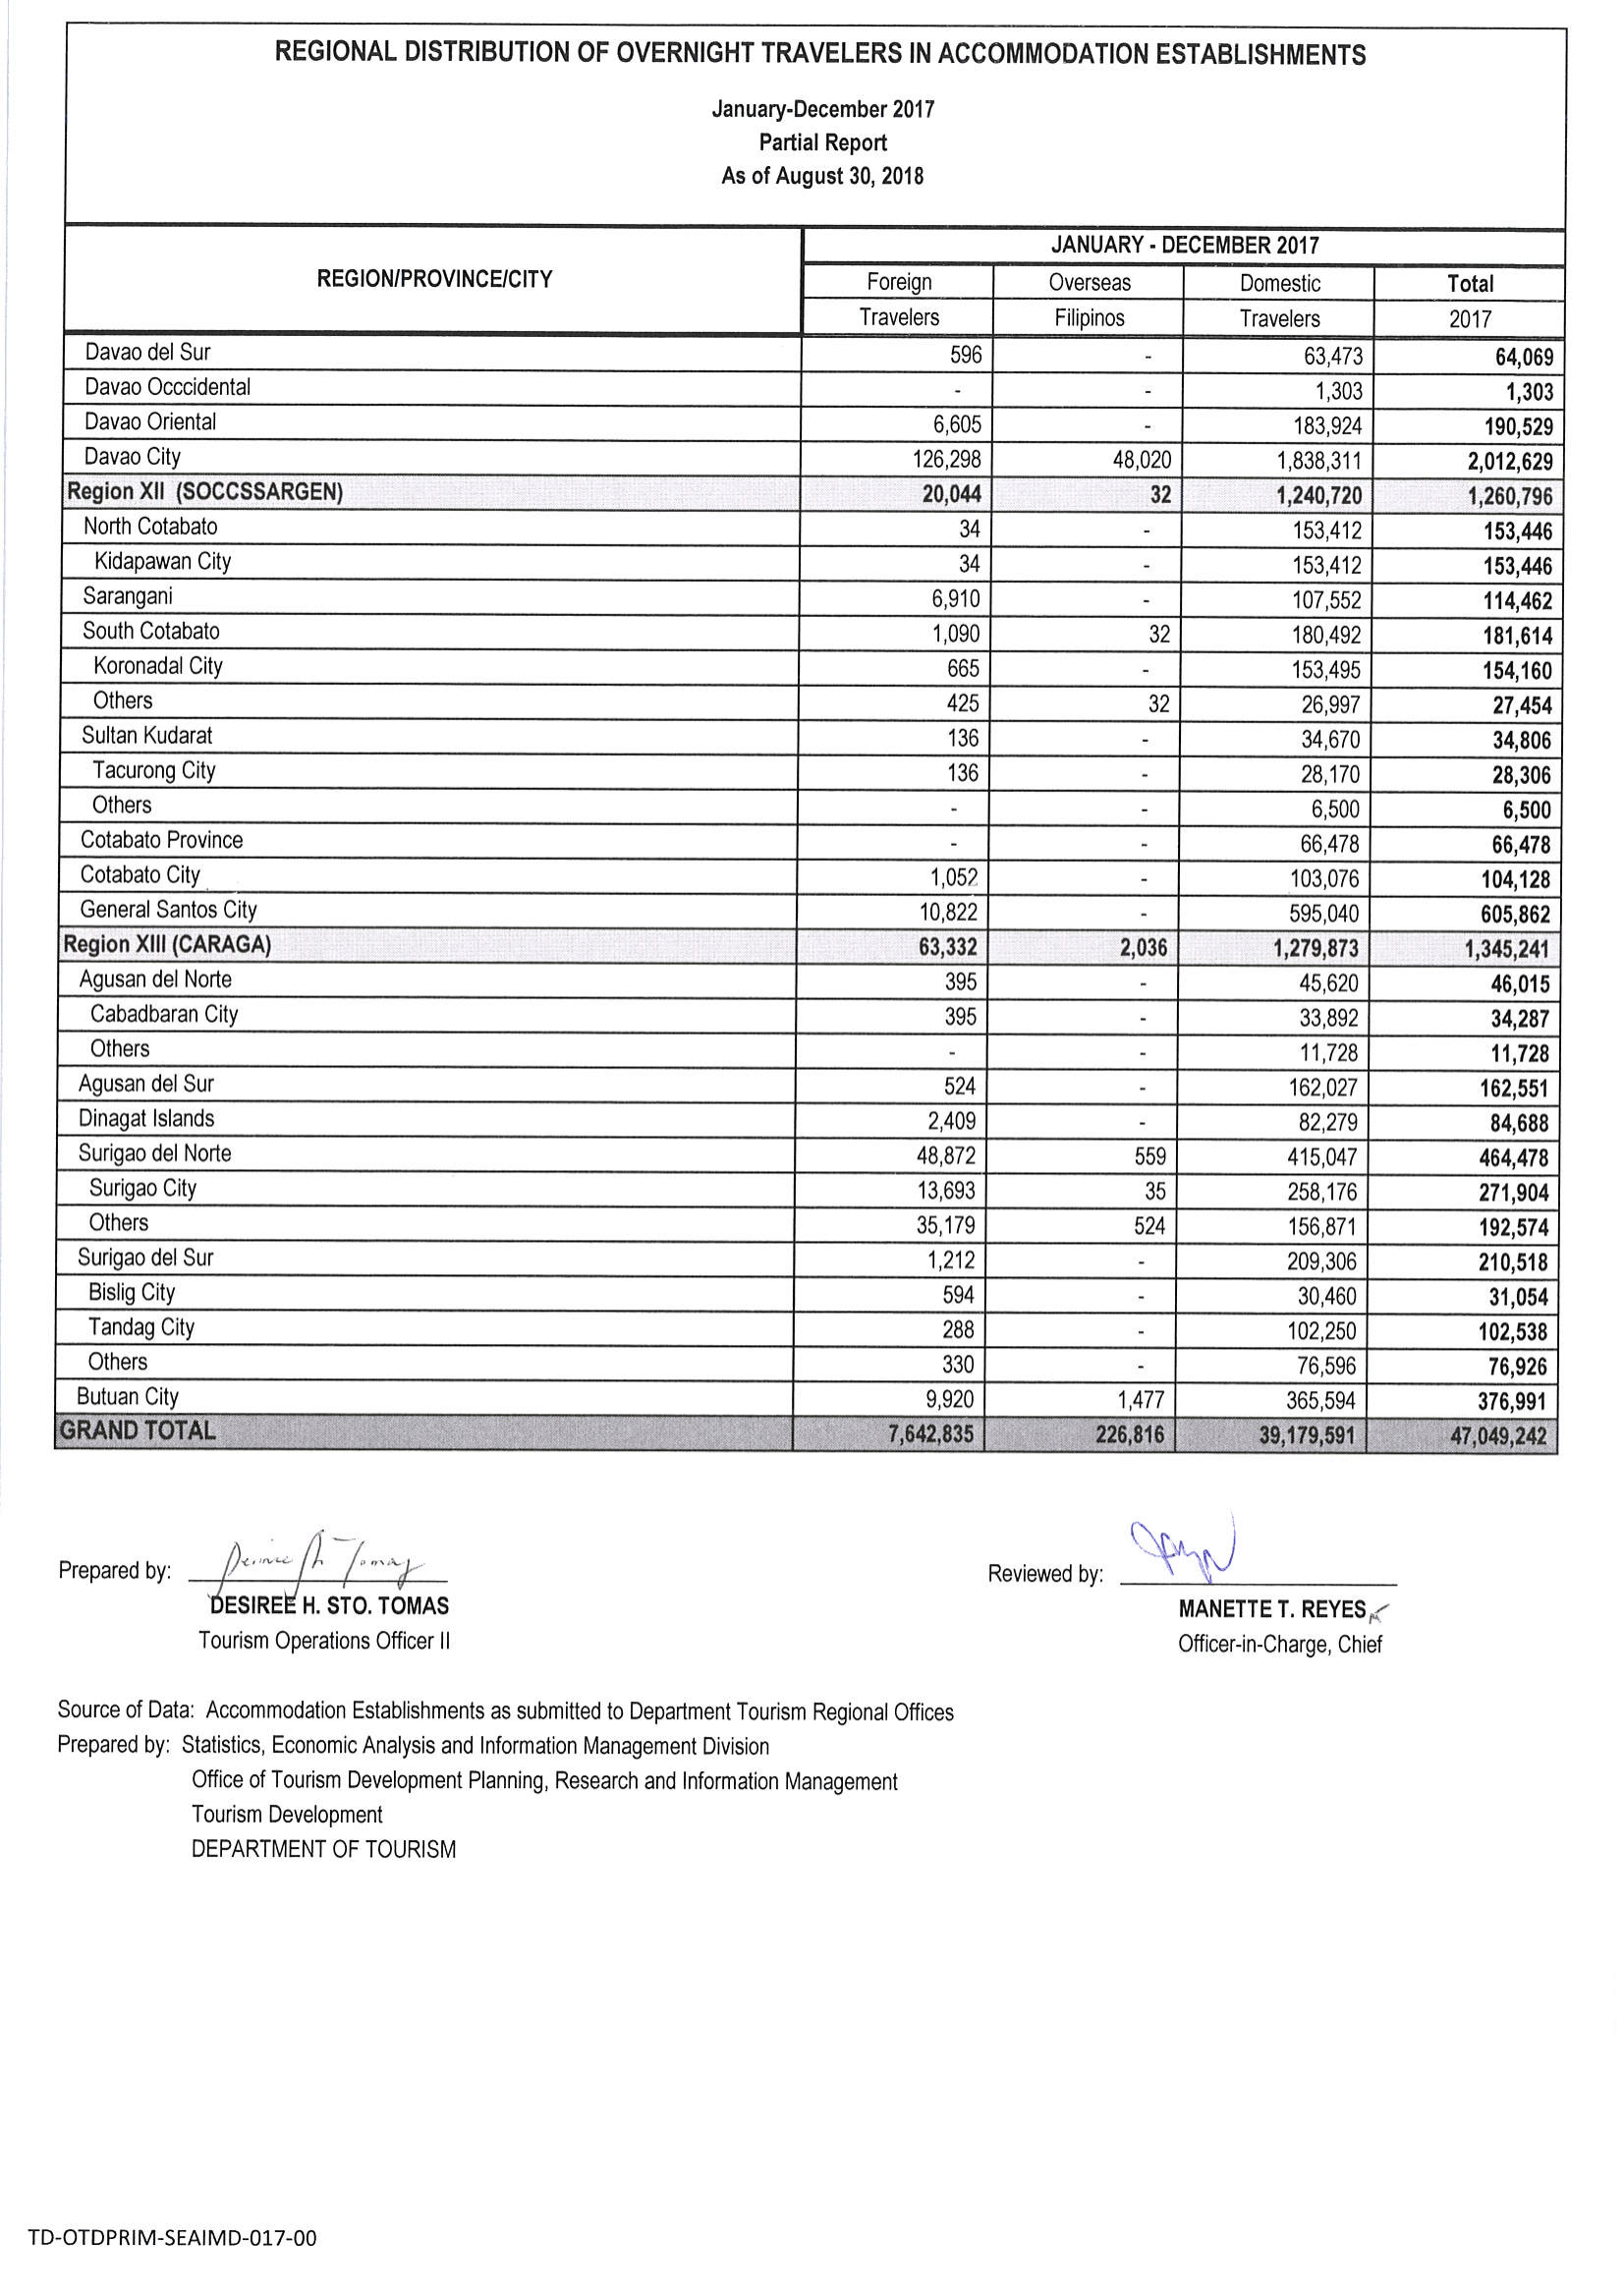 REGIONAL DISTRIBUTION OF OVERNIGHT TRAVELERS IN ACCOMMODATION ESTABLISHMENTS
January-December 2017
Partial Report
As of August 30, 2018
REGION/PROVINCE/CITY JANUARY - DECEMBER 2017
Foreign Overseas Domestic Total
Travelers Filipinos Travelers 2017
Davao del Sur 596 - 63,473 64,069
Davao Occcidental - - 1,303 1,303
Davao Oriental 6,605 - 183,924 190,529
Davao City 126,298 48,020 1,838,311 2,012,629
Region XII (SOCCSSARGEN) 20,044 32 1,240,720 1,260,796
North Cotabato 34 - 153,412 153,446
Kidapawan City 34 - 153,412 153,446
Sarangani 6,910 - 107,552 114,462
South Cotabato 1,090 32 180,492 181,614
Koronadal City 665 - 153,495 154,160
Others 425 32 26,997 27,454
Sultan Kudarat 136 - 34,670 34,806
Tacurong City 136 - 28,170 28,306
Others - - 6,500 6,500
Cotabato Province - - 66,478 66,478
Cotabato City 1,052 - 103,076 104,128
General Santos City 10,822 - 595,040 605,862
Region XIII (CARAGA) 63,332 2,036 1,279,873 1,345,241
Agusan del Norte 395 - 45,620 46,015
Cabadbaran City 395 - 33,892 34,287
Others - - 11,728 11,728
Agusan del Sur 524 - 162,027 162,551
Dinagat Islands 2,409 - 82,279 84,688
Surigao del Norte 48,872 559 415,047 464,478
Surigao City 13,693 35 258,176 271,904
Others 35,179 524 156,871 192,574
Surigao del Sur 1,212 - 209,306 210,518
Bislig City 594 - 30,460 31,054
Tandag City 288 - 102,250 102,538
Others 330 - 76,596 76,926
Butuan City 9,920 1,477 365,594 376,991
GRAND TOTAL 7,642,835 226,816 39,179,591 47,049,242
Prepared by: Reviewed by:
DESIREE H. STO. TOMAS MANETTE T. REYES
Tourism Operations Officer II Officer-in-Charge, Chief
Source of Data: Accommodation Establishments as submitted to Department Tourism Regional Offices
Prepared by: Statistics, Economic Analysis and Information Management Division
Office of Tourism Development Planning, Research and Information Management
Tourism Development
DEPARTMENT OF TOURISM
TD-OTDPRIM-SEAIMD-017-00